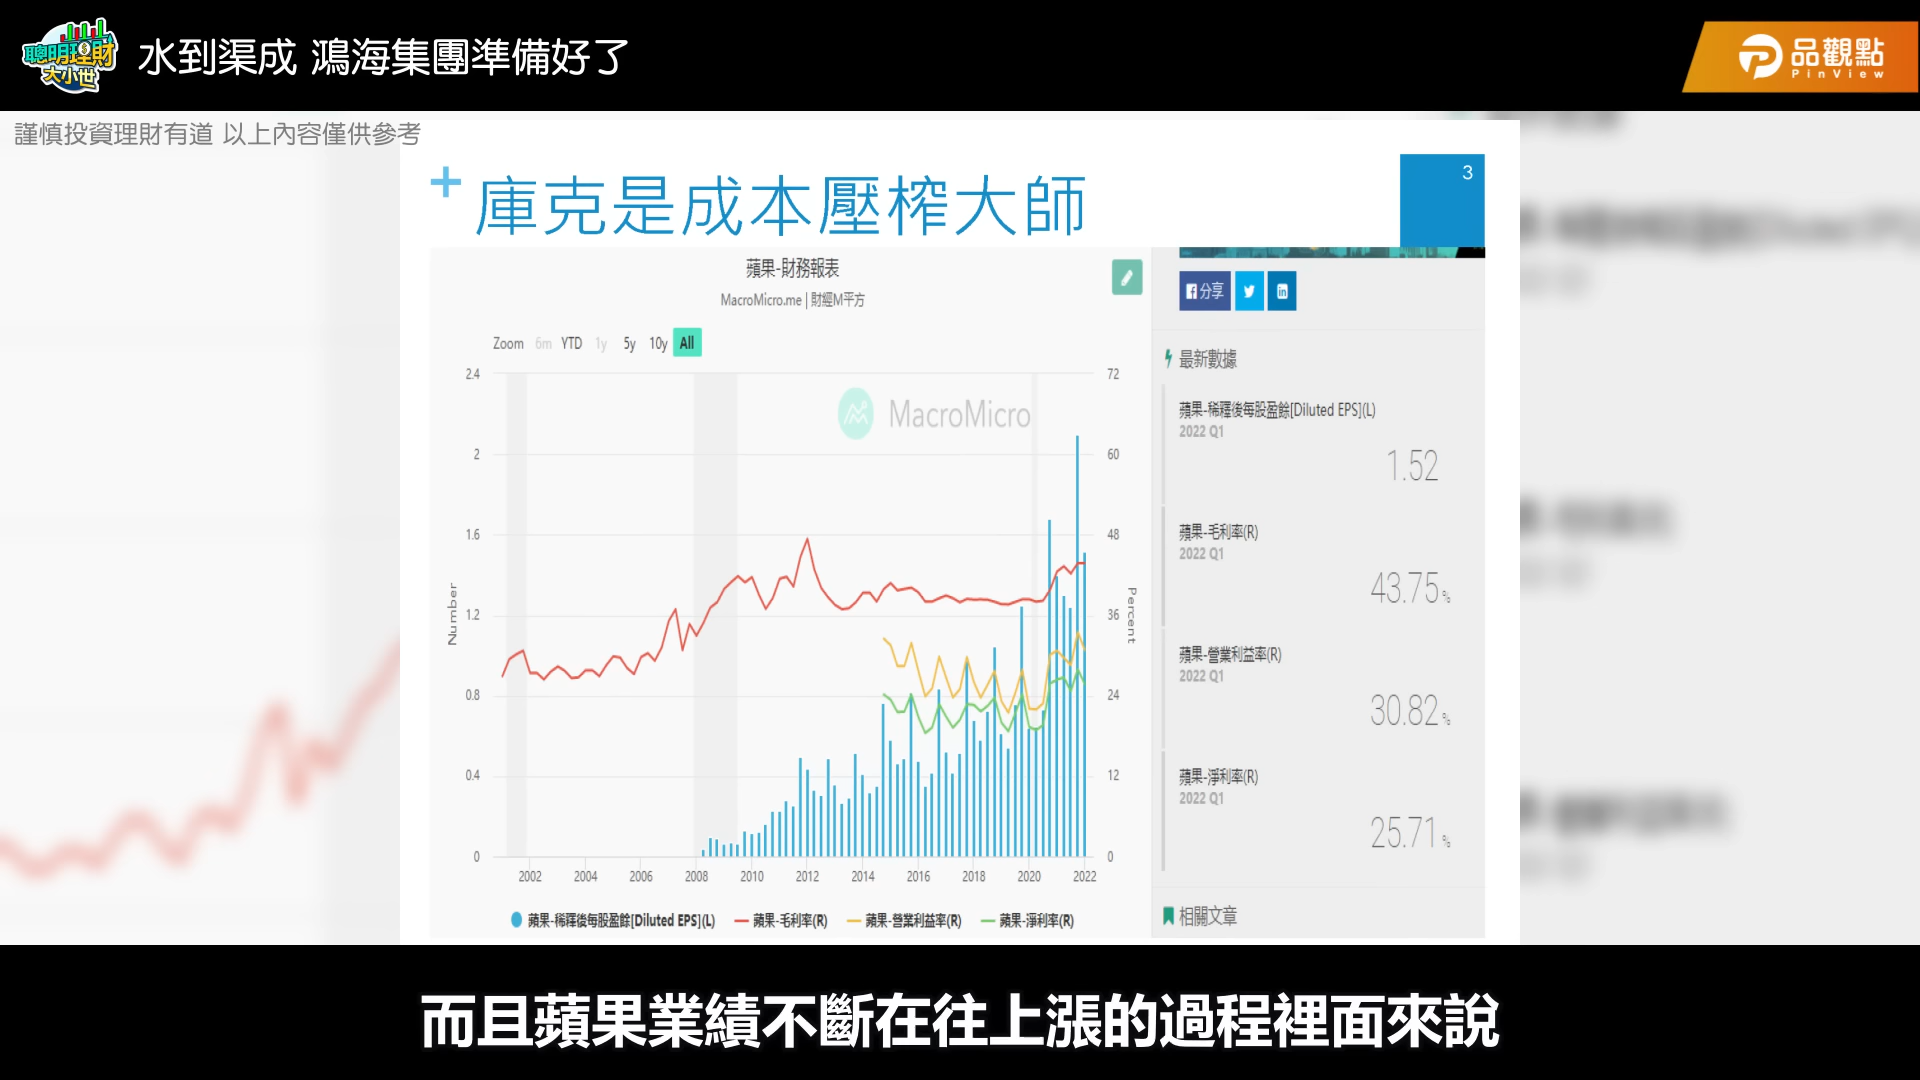 聰明理財
大小世
水到渠成 鴻海集團準備好了
品觀點
PinView
謹慎投資理財有道 以上內容僅供參考
+ 庫克是成本壓榨大師
3
蘋果-財務報表
MacroMicro.me | 財經M平方
Zoom 6m YTD 1y 5y 10y All
MacroMicro
2.4
2
1.6
1.2
0.8
0.4
0
Number
72
60
48
36
24
12
0
Percent
2002 2004 2006 2008 2010 2012 2014 2016 2018 2020 2022
蘋果-稀釋後每股盈餘[Diluted EPS](L) 蘋果-毛利率(R) 蘋果-營業利益率(R) 蘋果-淨利率(R)
分享
最新數據
蘋果-稀釋後每股盈餘[Diluted EPS](L)
2022 Q1
1.52
蘋果-毛利率(R)
2022 Q1
43.75%
蘋果-營業利益率(R)
2022 Q1
30.82%
蘋果-淨利率(R)
2022 Q1
25.71%
相關文章
而且蘋果業績不斷在往上漲的過程裡面來說